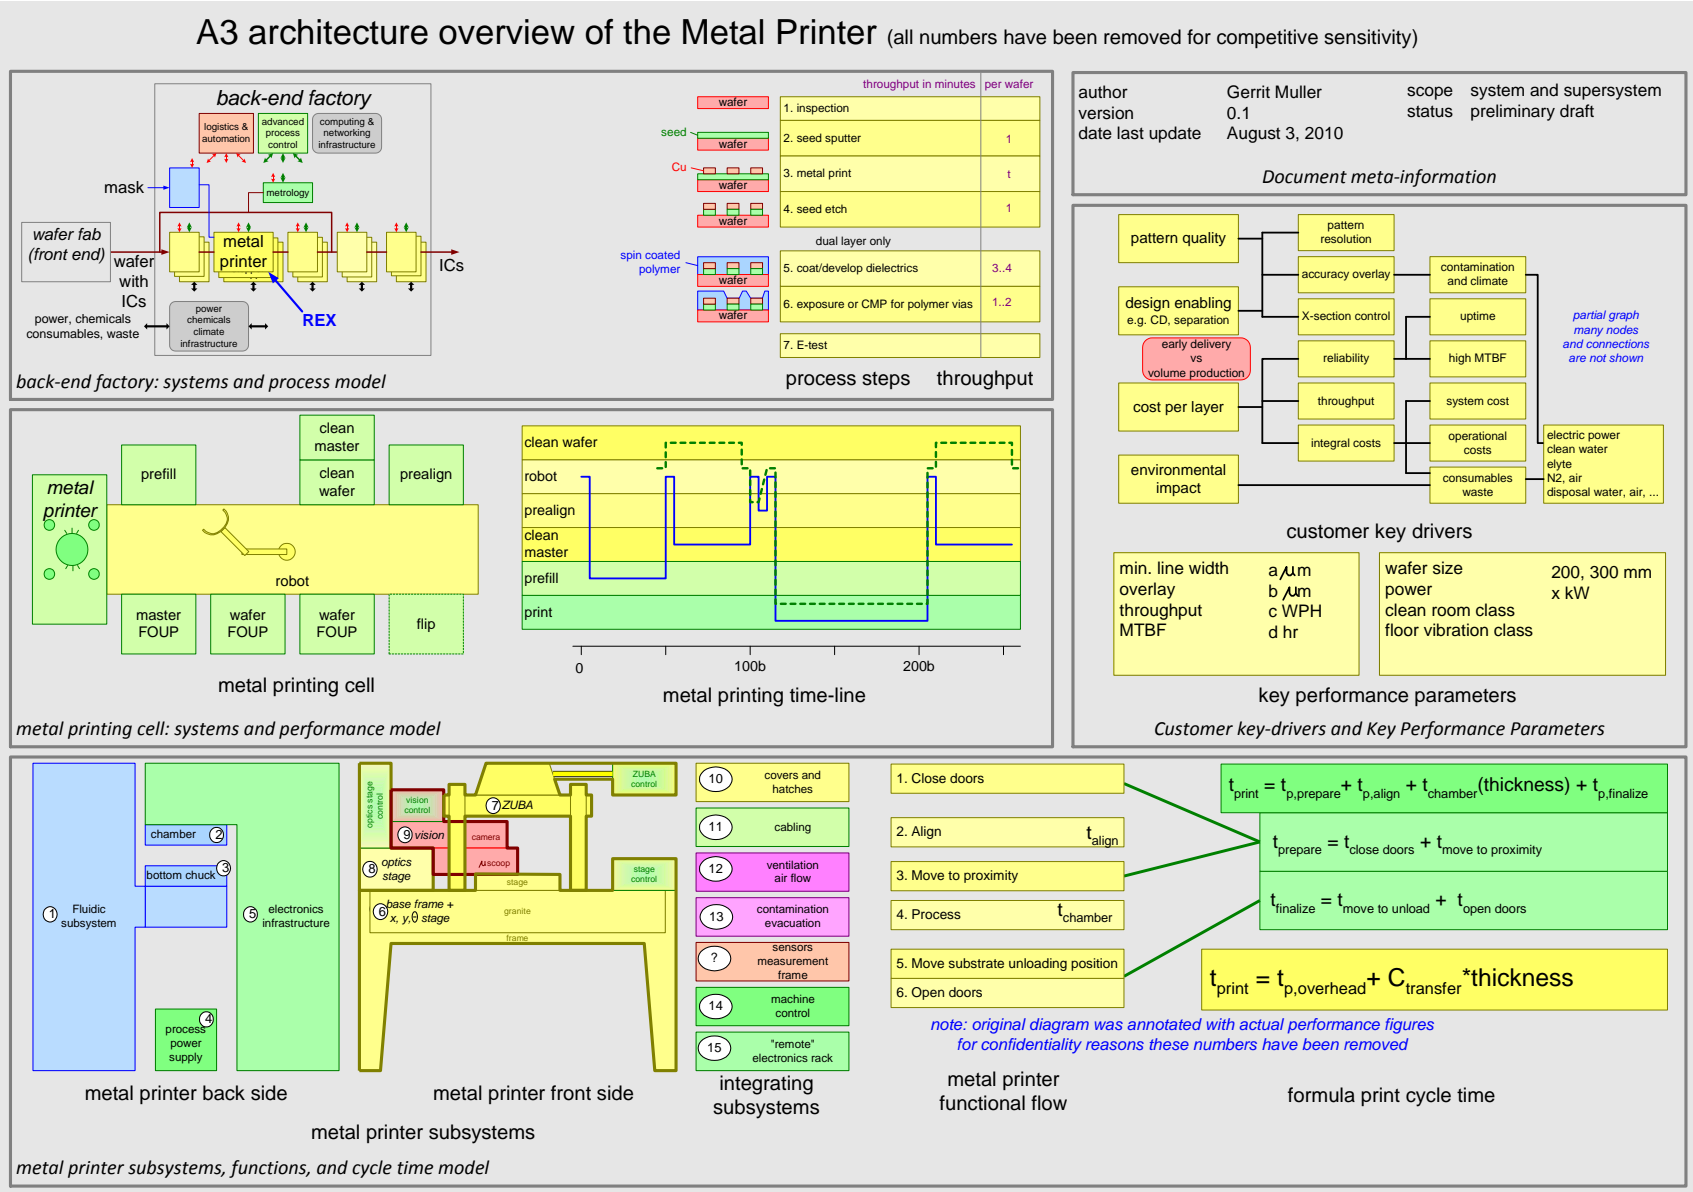 A3 architecture overview of the Metal Printer (all numbers have been removed for competitive sensitivity)
back-end factory
logistics &
automation
advanced
process
control
computing &
networking
infrastructure
mask
metrology
wafer fab
(front end)
metal
printer
wafer
with
ICs
ICs
power, chemicals
consumables, waste
power
chemicals
climate
infrastructure
REX
back-end factory: systems and process model
throughput in minutes
per wafer
wafer
1. inspection
seed
wafer
2. seed sputter
1
Cu
wafer
3. metal print
t
wafer
4. seed etch
1
dual layer only
spin coated
polymer
wafer
5. coat/develop dielectrics
3..4
wafer
6. exposure or CMP for polymer vias
1..2
7. E-test
process steps
throughput
author Gerrit Muller
version 0.1
date last update August 3, 2010
scope system and supersystem
status preliminary draft
Document meta-information
pattern quality
design enabling
e.g. CD, separation
early delivery
vs
volume production
cost per layer
environmental
impact
pattern
resolution
accuracy overlay
X-section control
reliability
throughput
integral costs
contamination
and climate
uptime
high MTBF
system cost
operational
costs
consumables
waste
partial graph
many nodes
and connections
are not shown
electric power
clean water
elyte
N2, air
disposal water, air, ...
customer key drivers
min. line width a μm
overlay b μm
throughput c WPH
MTBF d hr
wafer size 200, 300 mm
power x kW
clean room class
floor vibration class
key performance parameters
Customer key-drivers and Key Performance Parameters
metal
printer
prefill
clean
master
clean
wafer
prealign
robot
master
FOUP
wafer
FOUP
wafer
FOUP
flip
metal printing cell
clean wafer
robot
prealign
clean
master
prefill
print
0
100b
200b
metal printing time-line
metal printing cell: systems and performance model
1 Fluidic
subsystem
chamber 2
bottom chuck 3
process
power
supply
4
5 electronics
infrastructure
metal printer back side
optics stage
control
vision
control
9 vision
camera
μscoop
8 optics
stage
7 ZUBA
ZUBA
control
stage
control
stage
6 base frame +
x, y,θ stage
granite
frame
metal printer front side
metal printer subsystems
10 covers and
hatches
11 cabling
12 ventilation
air flow
13 contamination
evacuation
? sensors
measurement
frame
14 machine
control
15 "remote"
electronics rack
integrating
subsystems
1. Close doors
2. Align talign
3. Move to proximity
4. Process tchamber
5. Move substrate unloading position
6. Open doors
tprint = tp,prepare+ tp,align + tchamber(thickness) + tp,finalize
tprepare = tclose doors + tmove to proximity
tfinalize = tmove to unload + topen doors
tprint = tp,overhead+ Ctransfer*thickness
note: original diagram was annotated with actual performance figures
for confidentiality reasons these numbers have been removed
metal printer
functional flow
formula print cycle time
metal printer subsystems, functions, and cycle time model